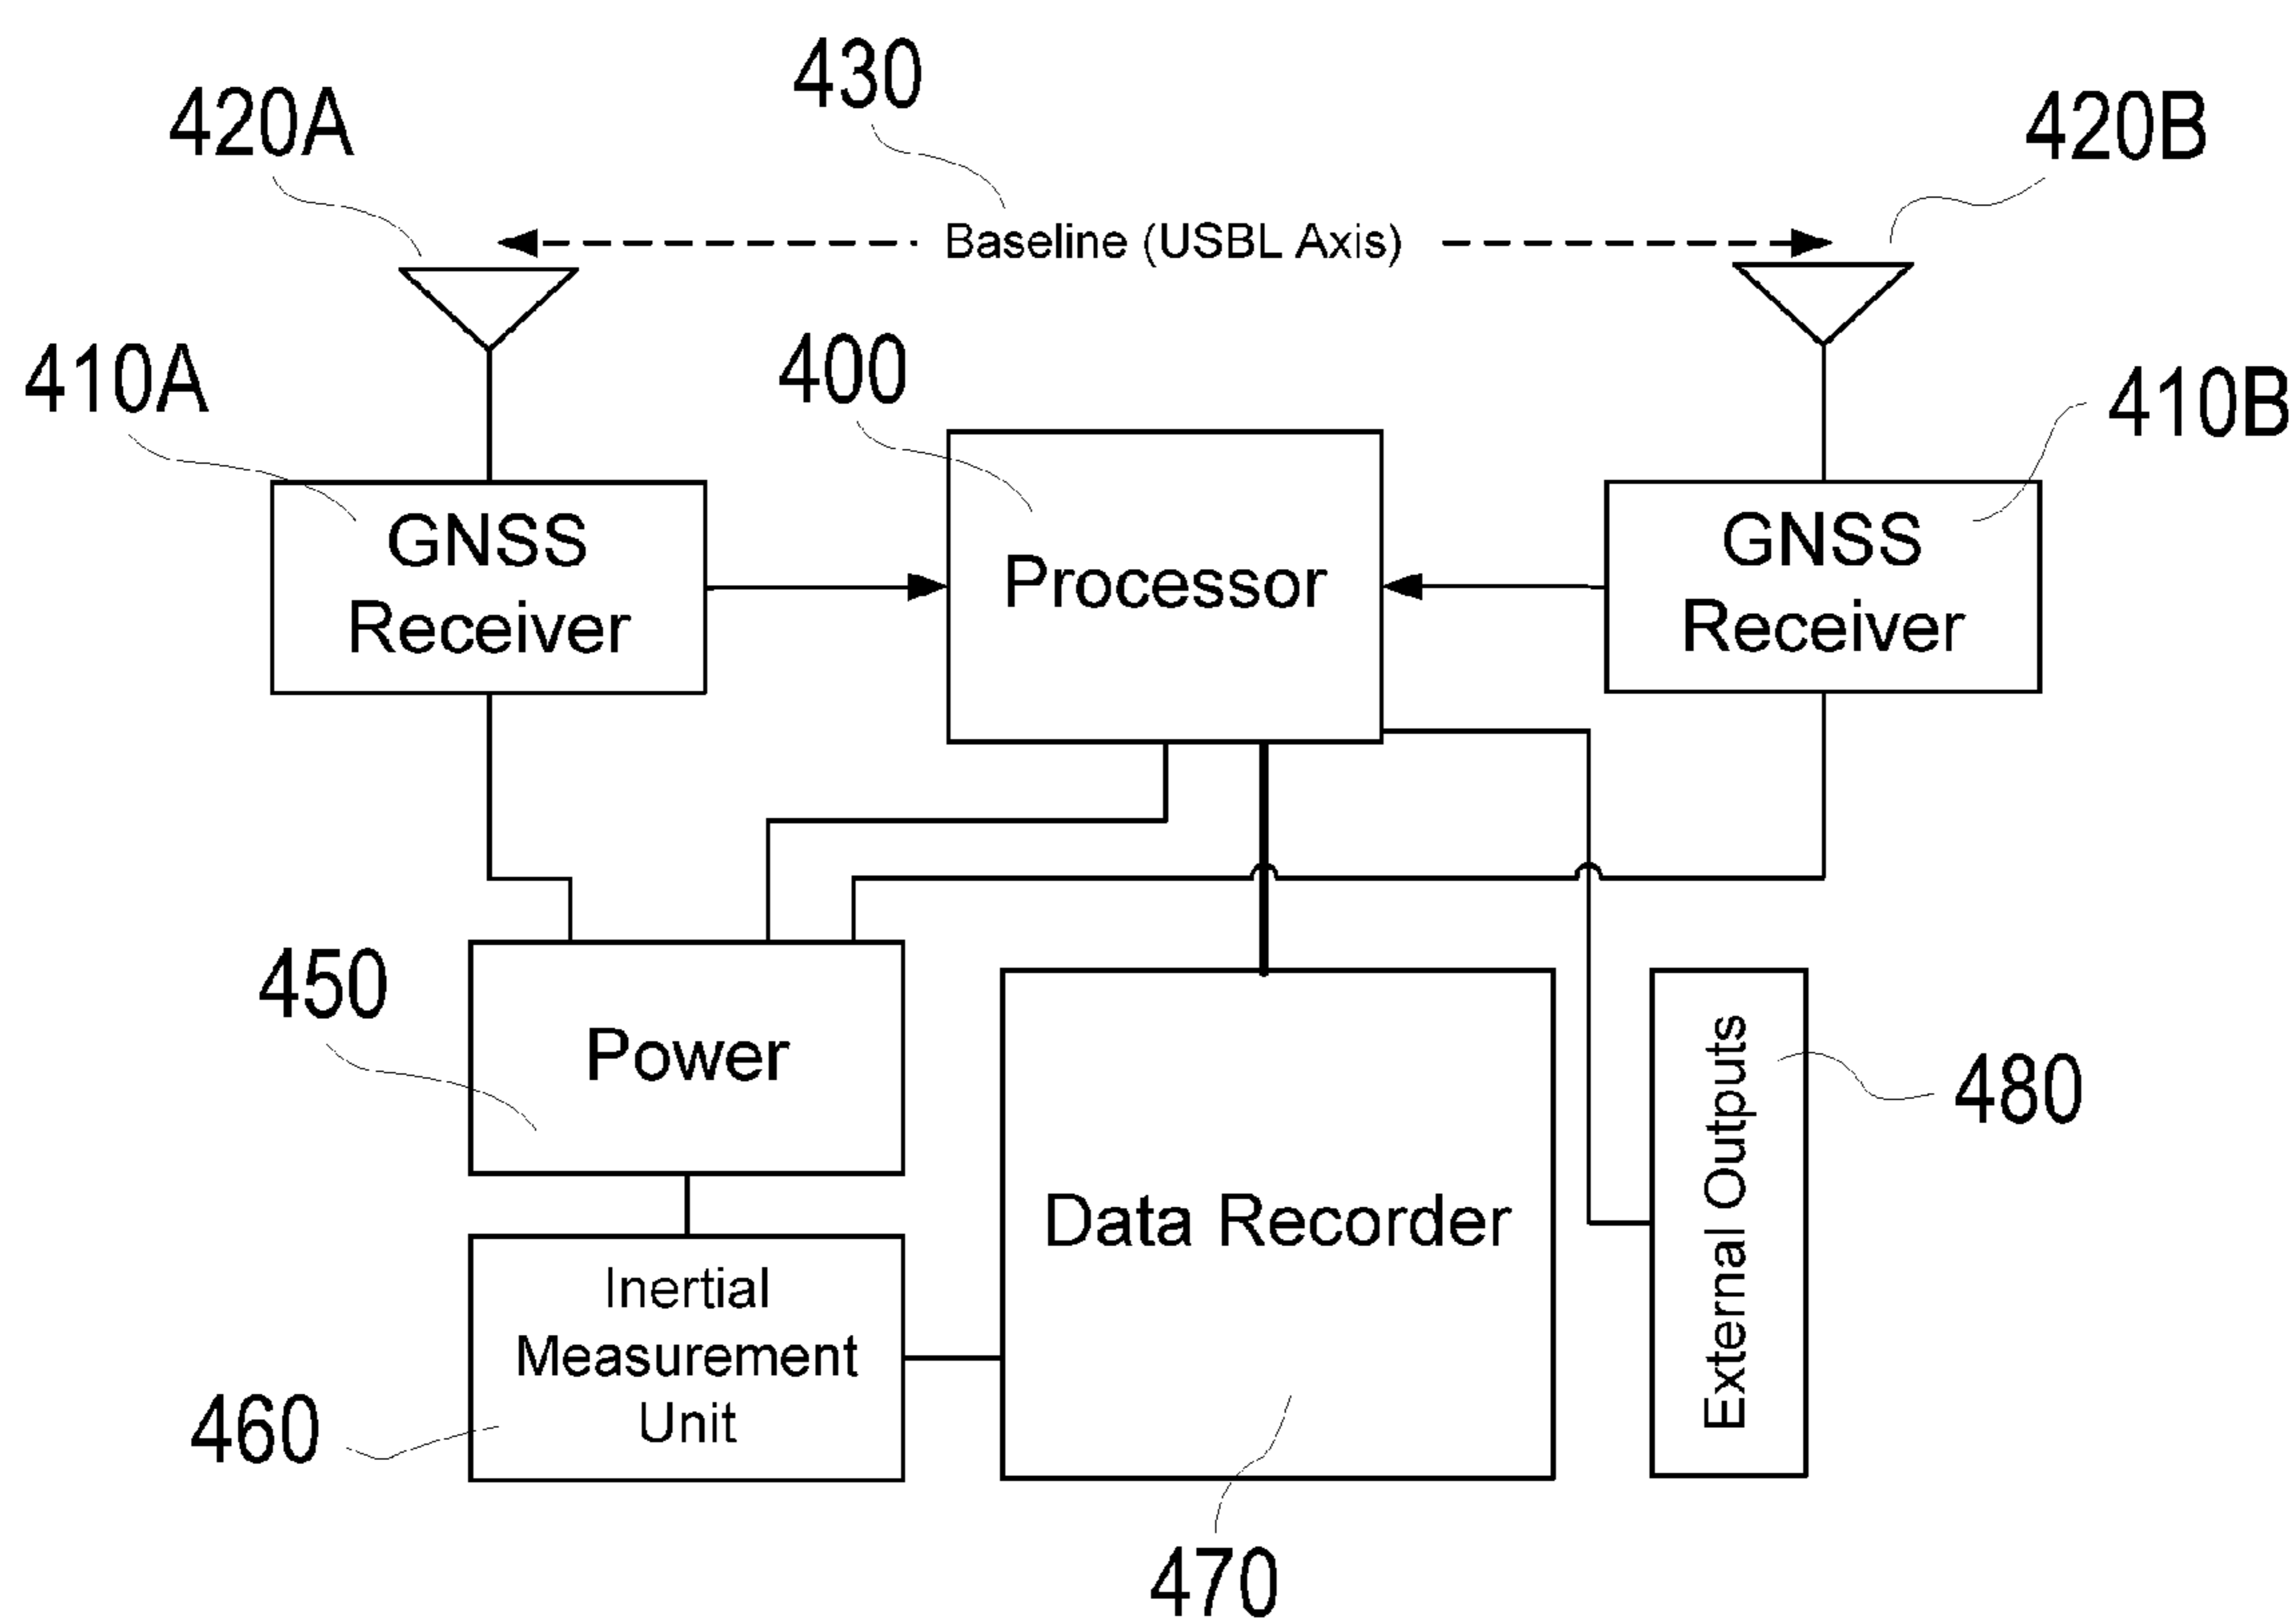 430
420A
420B
Baseline (USBL Axis)
410A
400
410B
GNSS
Receiver
Processor
GNSS
Receiver
450
Power
480
External Outputs
Data Recorder
Inertial
Measurement
Unit
460
470